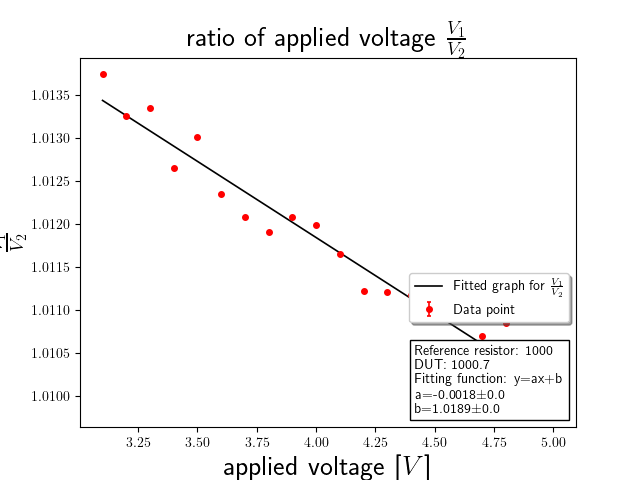 ratio of applied voltage V₁/V₂
1.0135
1.0130
1.0125
1.0120
1.0115
1.0110
1.0105
1.0100
V₂
Fitted graph for V₁/V₂
Data point
Reference resistor: 1000
DUT: 1000.7
Fitting function: y=ax+b
a=-0.0018±0.0
b=1.0189±0.0
3.25 3.50 3.75 4.00 4.25 4.50 4.75 5.00
applied voltage [V]